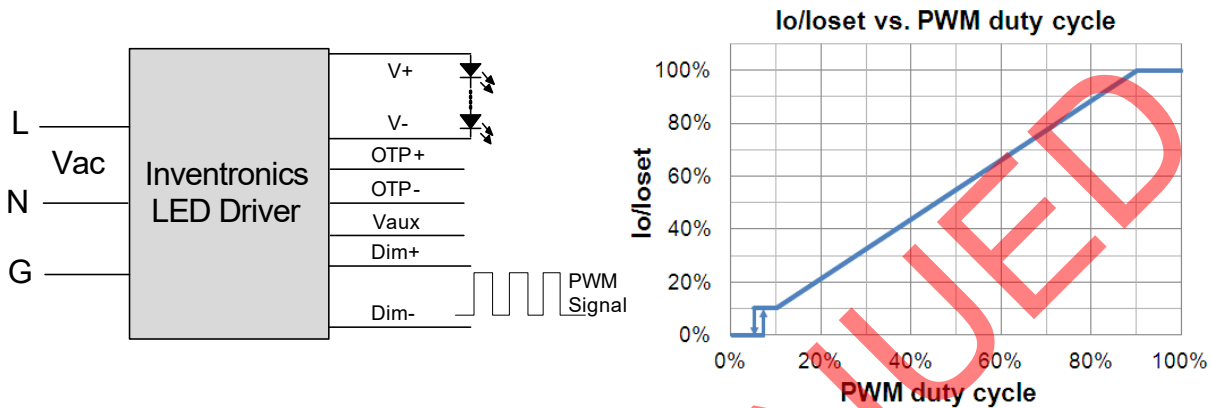 L
Vac
N
G
Inventronics
LED Driver
V+
V-
OTP+
OTP-
Vaux
Dim+
Dim-
PWM
Signal
Io/Ioset vs. PWM duty cycle
Io/Ioset
100%
80%
60%
40%
20%
0%
0%
20%
40%
60%
80%
100%
PWM duty cycle
UED